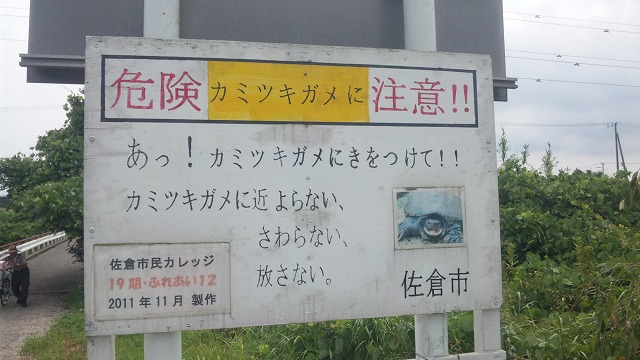 危険 カミツキガメに 注意!!
あっ！カミツキガメにきをつけて!!
カミツキガメに近よらない、
さわらない、
放さない。
佐倉市民カレッジ
19期・ふれあい12
2011年11月 製作
佐倉市